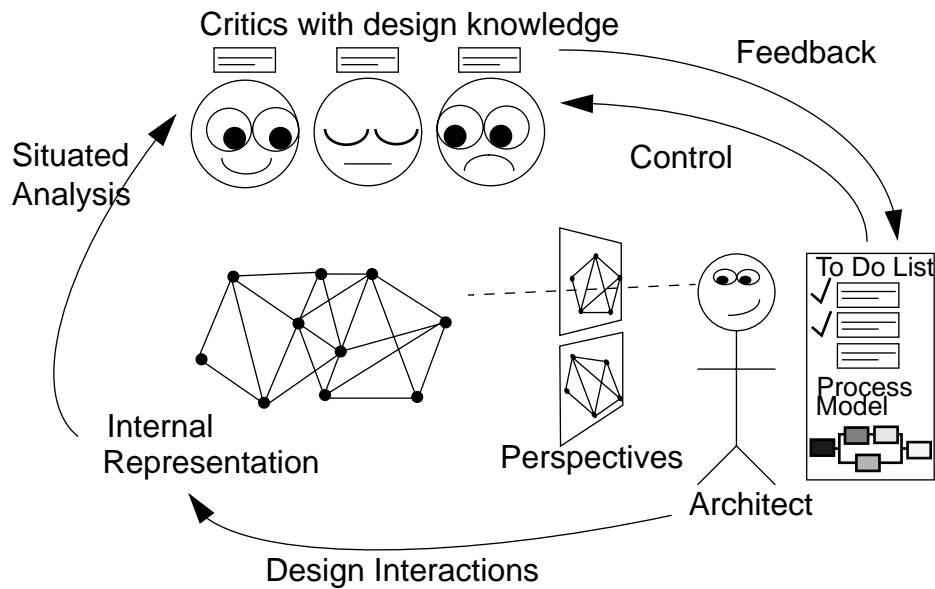 Critics with design knowledge
Feedback
Control
Situated
Analysis
To Do List
Process
Model
Internal
Representation
Perspectives
Architect
Design Interactions